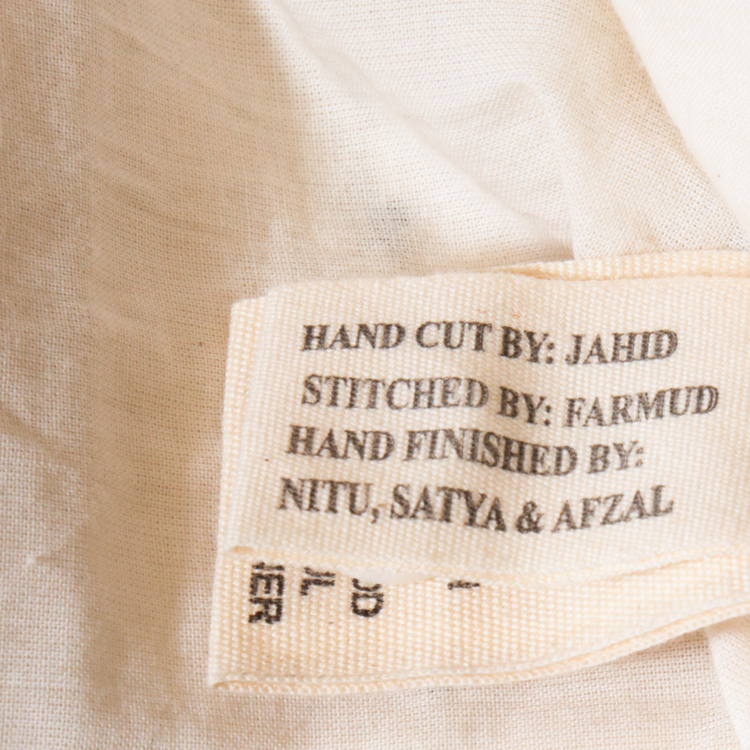 HAND CUT BY: JAHID
STITCHED BY: FARMUD
HAND FINISHED BY:
NITU, SATYA & AFZAL